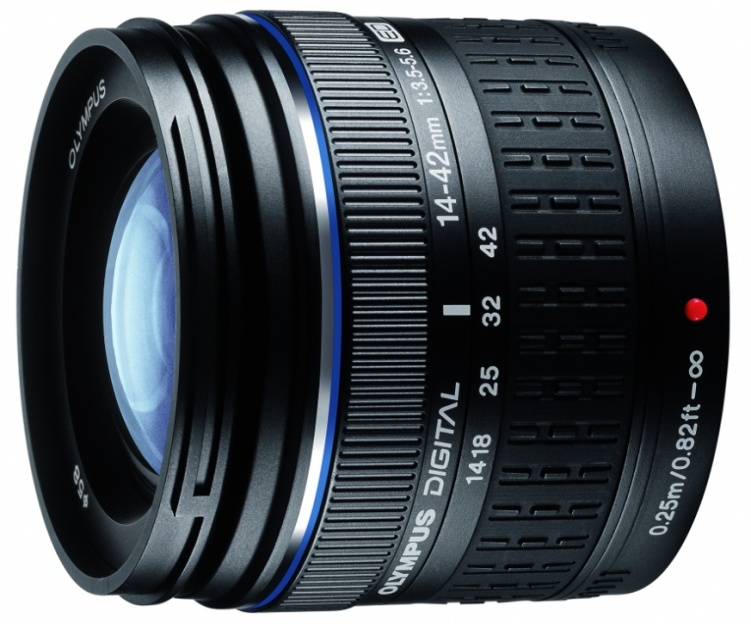 OLYMPUS
ø58
OLYMPUS DIGITAL 14-42mm 1:3.5-5.6 ED
14 18 25 32 42
0.25m/0.82ft-∞